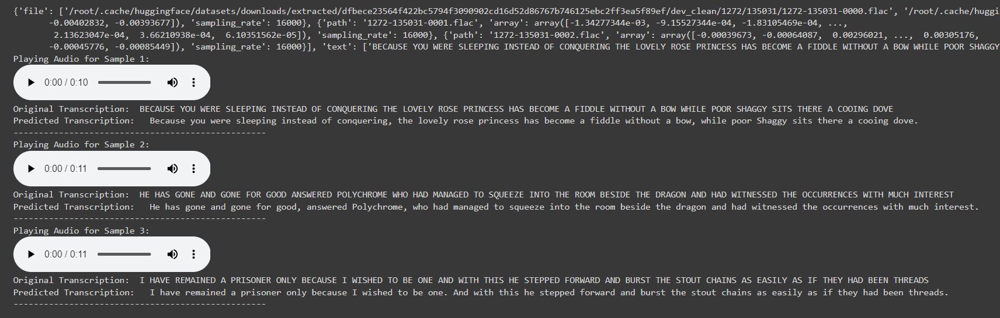 {'file': ['/root/.cache/huggingface/datasets/downloads/extracted/dfbece23564f422bc5794f3090902cd16d52d86767b746125ebc2ff3ea5f89ef/dev_clean/1272/135031/1272-135031-0000.flac', '/root/.cache/huggi
-0.00402832, -0.00393677]), 'sampling_rate': 16000}, {'path': '1272-135031-0001.flac', 'array': array([-1.34277344e-03, -9.15527344e-04, -1.83105469e-04, ...,
2.13623047e-04, 3.66210938e-04, 6.10351562e-05]), 'sampling_rate': 16000}, {'path': '1272-135031-0002.flac', 'array': array([-0.00039673, -0.00064087, 0.00296021, ..., 0.00305176,
-0.00045776, -0.00085449]), 'sampling_rate': 16000}], 'text': ['BECAUSE YOU WERE SLEEPING INSTEAD OF CONQUERING THE LOVELY ROSE PRINCESS HAS BECOME A FIDDLE WITHOUT A BOW WHILE POOR SHAGGY
Playing Audio for Sample 1:
0:00 / 0:10
Original Transcription: BECAUSE YOU WERE SLEEPING INSTEAD OF CONQUERING THE LOVELY ROSE PRINCESS HAS BECOME A FIDDLE WITHOUT A BOW WHILE POOR SHAGGY SITS THERE A COOING DOVE
Predicted Transcription: Because you were sleeping instead of conquering, the lovely rose princess has become a fiddle without a bow, while poor Shaggy sits there a cooing dove.
--------------------------------------------------
Playing Audio for Sample 2:
0:00 / 0:11
Original Transcription: HE HAS GONE AND GONE FOR GOOD ANSWERED POLYCHROME WHO HAD MANAGED TO SQUEEZE INTO THE ROOM BESIDE THE DRAGON AND HAD WITNESSED THE OCCURRENCES WITH MUCH INTEREST
Predicted Transcription: He has gone and gone for good, answered Polychrome, who had managed to squeeze into the room beside the dragon and had witnessed the occurrences with much interest.
--------------------------------------------------
Playing Audio for Sample 3:
0:00 / 0:11
Original Transcription: I HAVE REMAINED A PRISONER ONLY BECAUSE I WISHED TO BE ONE AND WITH THIS HE STEPPED FORWARD AND BURST THE STOUT CHAINS AS EASILY AS IF THEY HAD BEEN THREADS
Predicted Transcription: I have remained a prisoner only because I wished to be one. And with this he stepped forward and burst the stout chains as easily as if they had been threads.
--------------------------------------------------